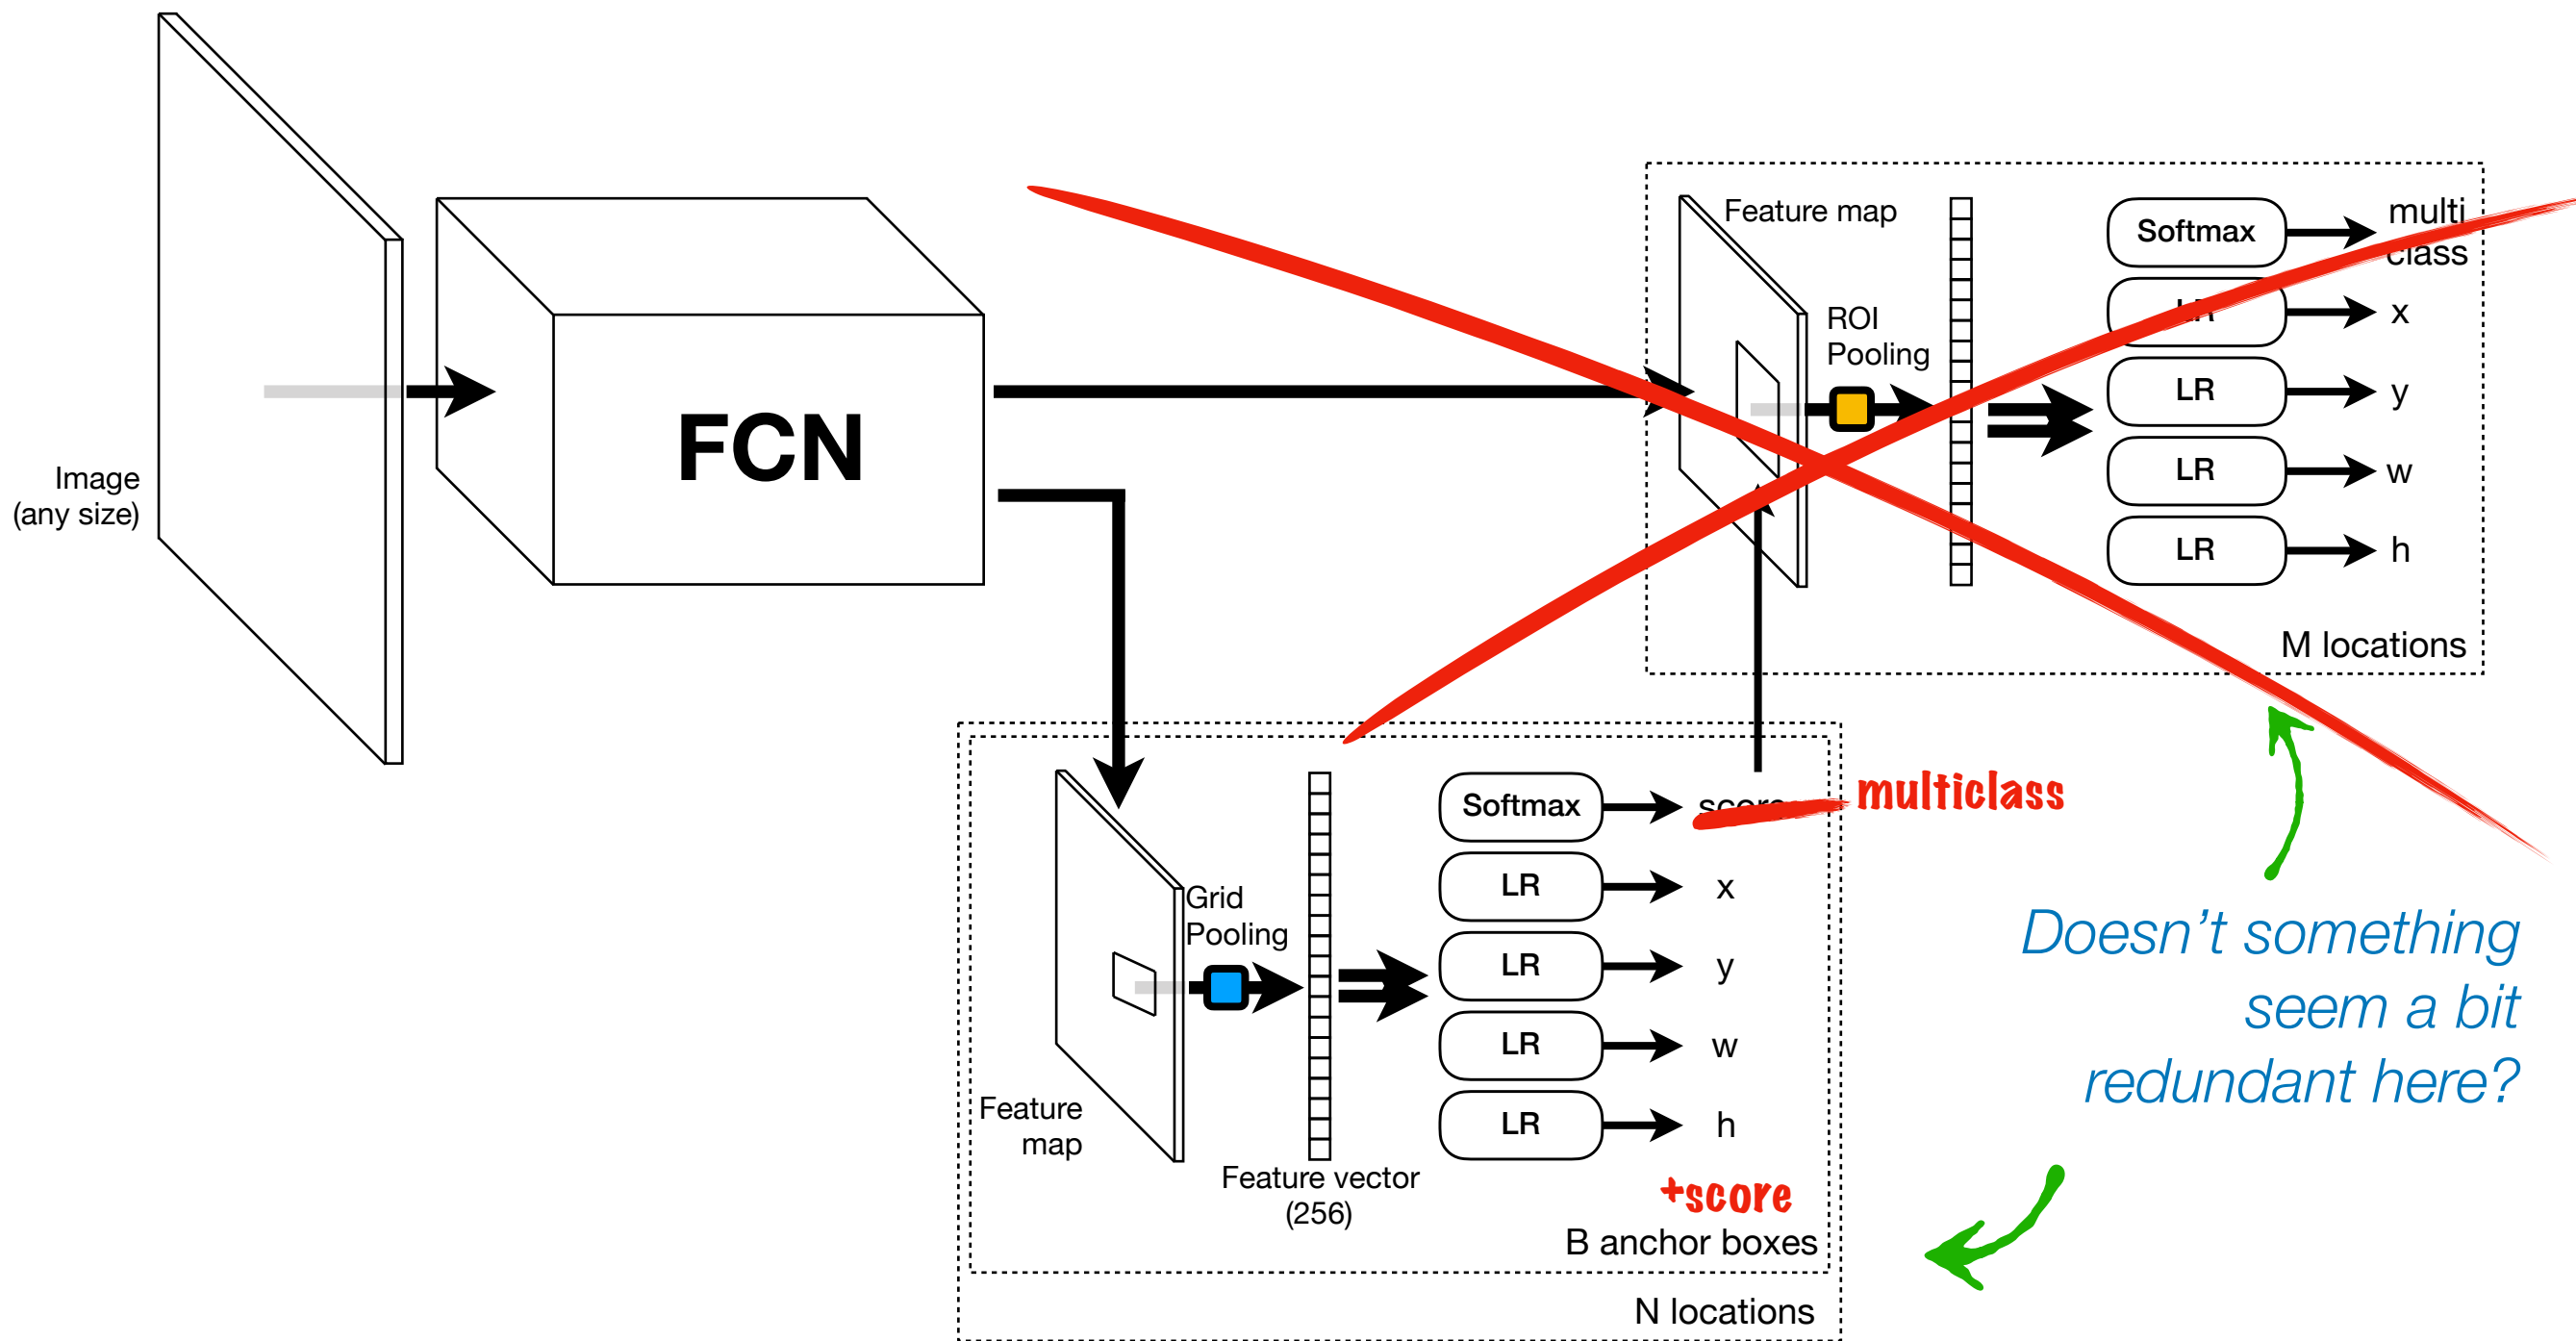 Image
(any size)
FCN
Feature map
ROI
Pooling
Softmax
multi
class
LR
x
LR
y
LR
w
LR
h
M locations
Grid
Pooling
Feature
map
Feature vector
(256)
Softmax
score
multiclass
LR
x
LR
y
LR
w
LR
h
+score
B anchor boxes
N locations
Doesn’t something
seem a bit
redundant here?